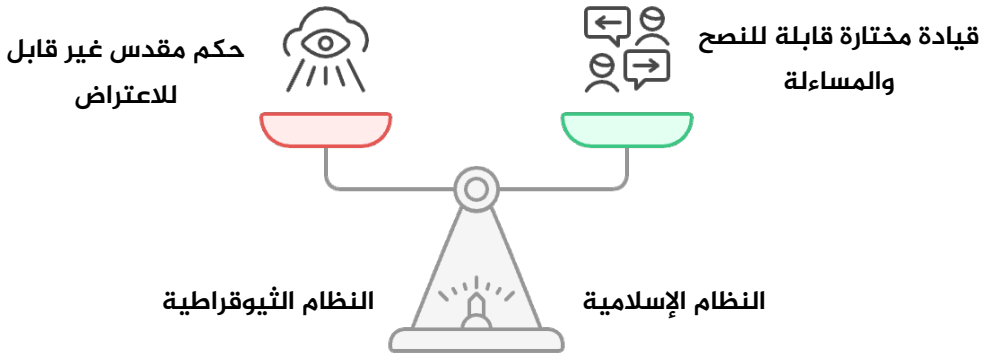 قيادة مختارة قابلة للنصح
والمساءلة
حكم مقدس غير قابل
للاعتراض
النظام الإسلامية
النظام الثيوقراطية